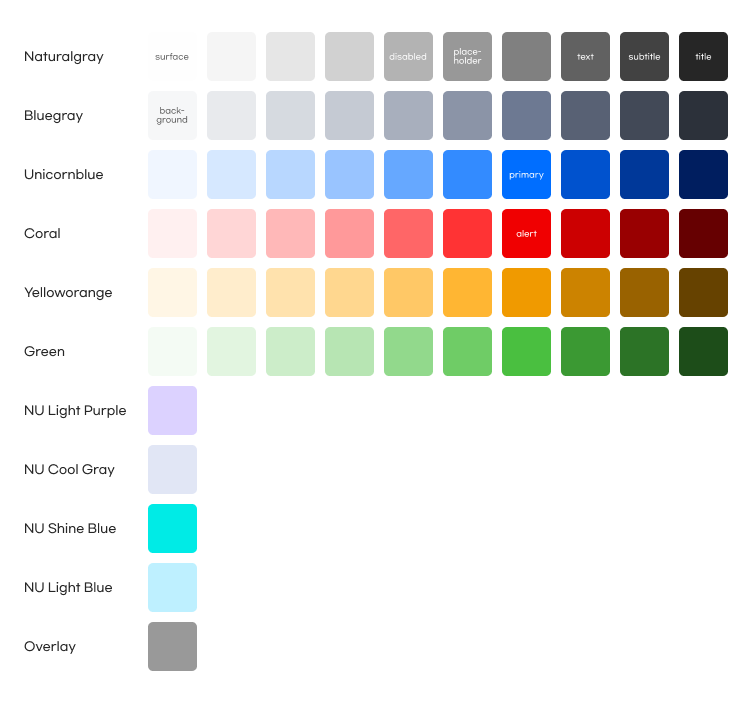 Naturalgray
surface
disabled
place-
holder
text
subtitle
title
Bluegray
back-
ground
Unicornblue
primary
Coral
alert
Yelloworange
Green
NU Light Purple
NU Cool Gray
NU Shine Blue
NU Light Blue
Overlay